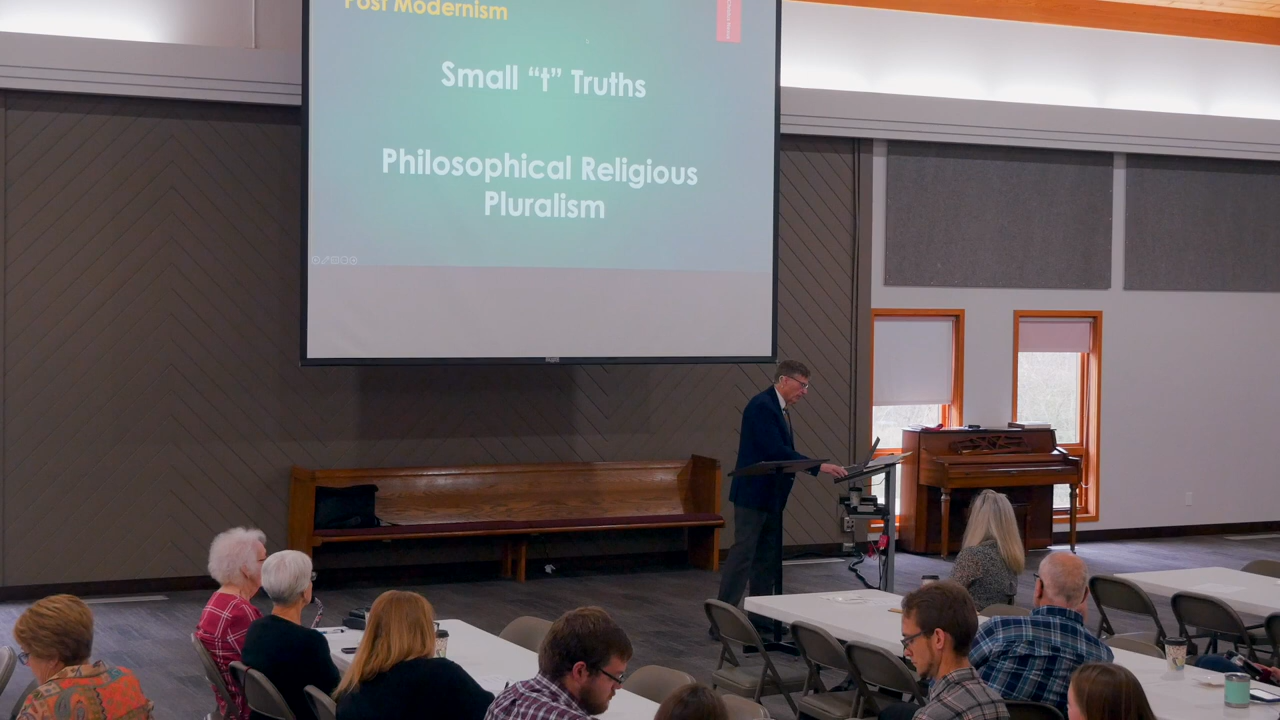 Post Modernism
Small “t” Truths
Philosophical Religious
Pluralism